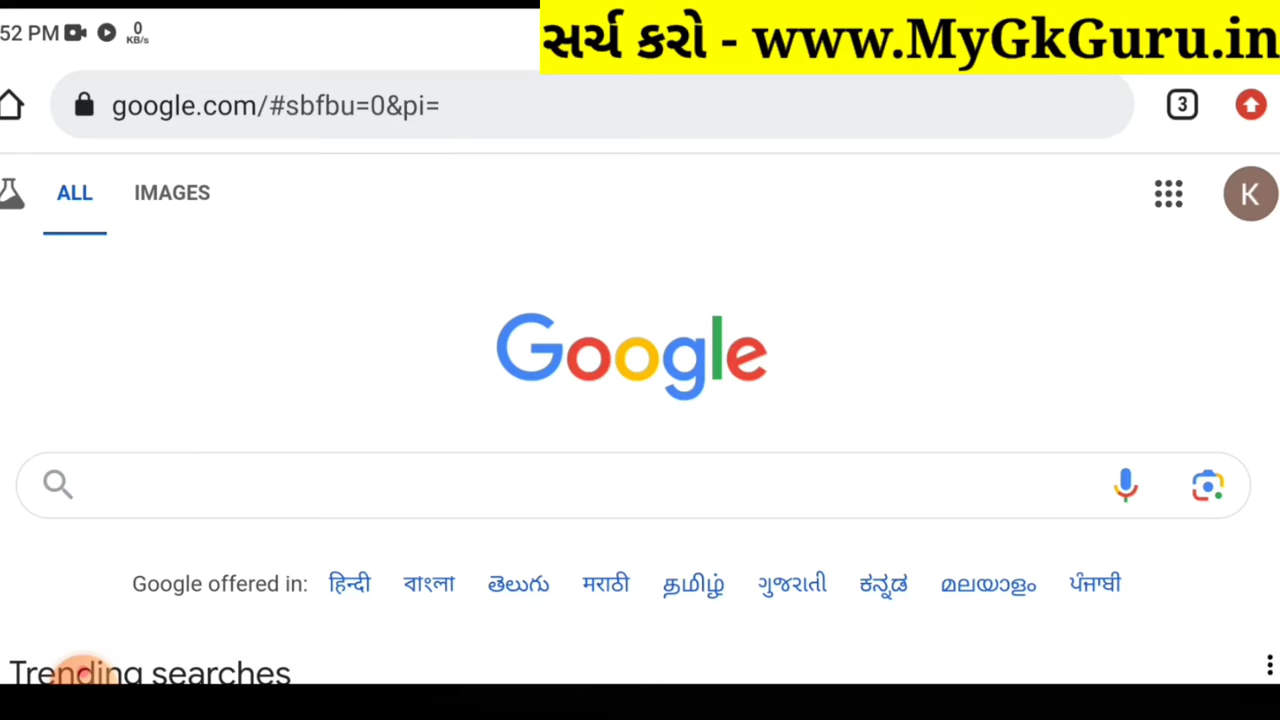 52 PM 0 KB/s
સર્ચ કરો - www.MyGkGuru.in
google.com/#sbfbu=0&pi=
3
ALL IMAGES
K
Google
Google offered in: हिन्दी বাংলা తెలుగు मराठी தமிழ் ગુજરાતી ಕನ್ನಡ മലയാളം ਪੰਜਾਬੀ
Trending searches